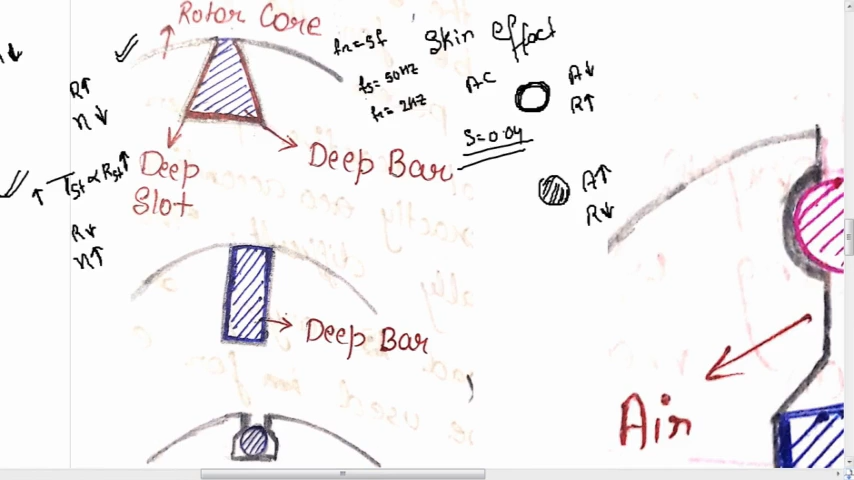 Rotor Core
fr = sf
Skin effect
fs = 50HZ
AC
A↓
R↑
fr = 2HZ
S = 0.04
R↑
η↓
Deep Bar
Deep
Slot
↑ Tst ∝ Rst ↑
A↑
R↓
R↓
η↑
Deep Bar
Air